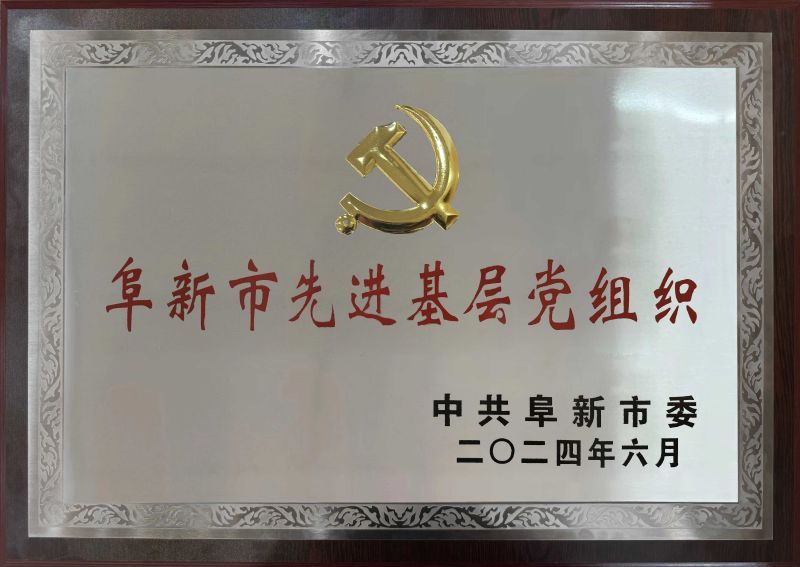 阜新市先进基层党组织
中共阜新市委
二〇二四年六月